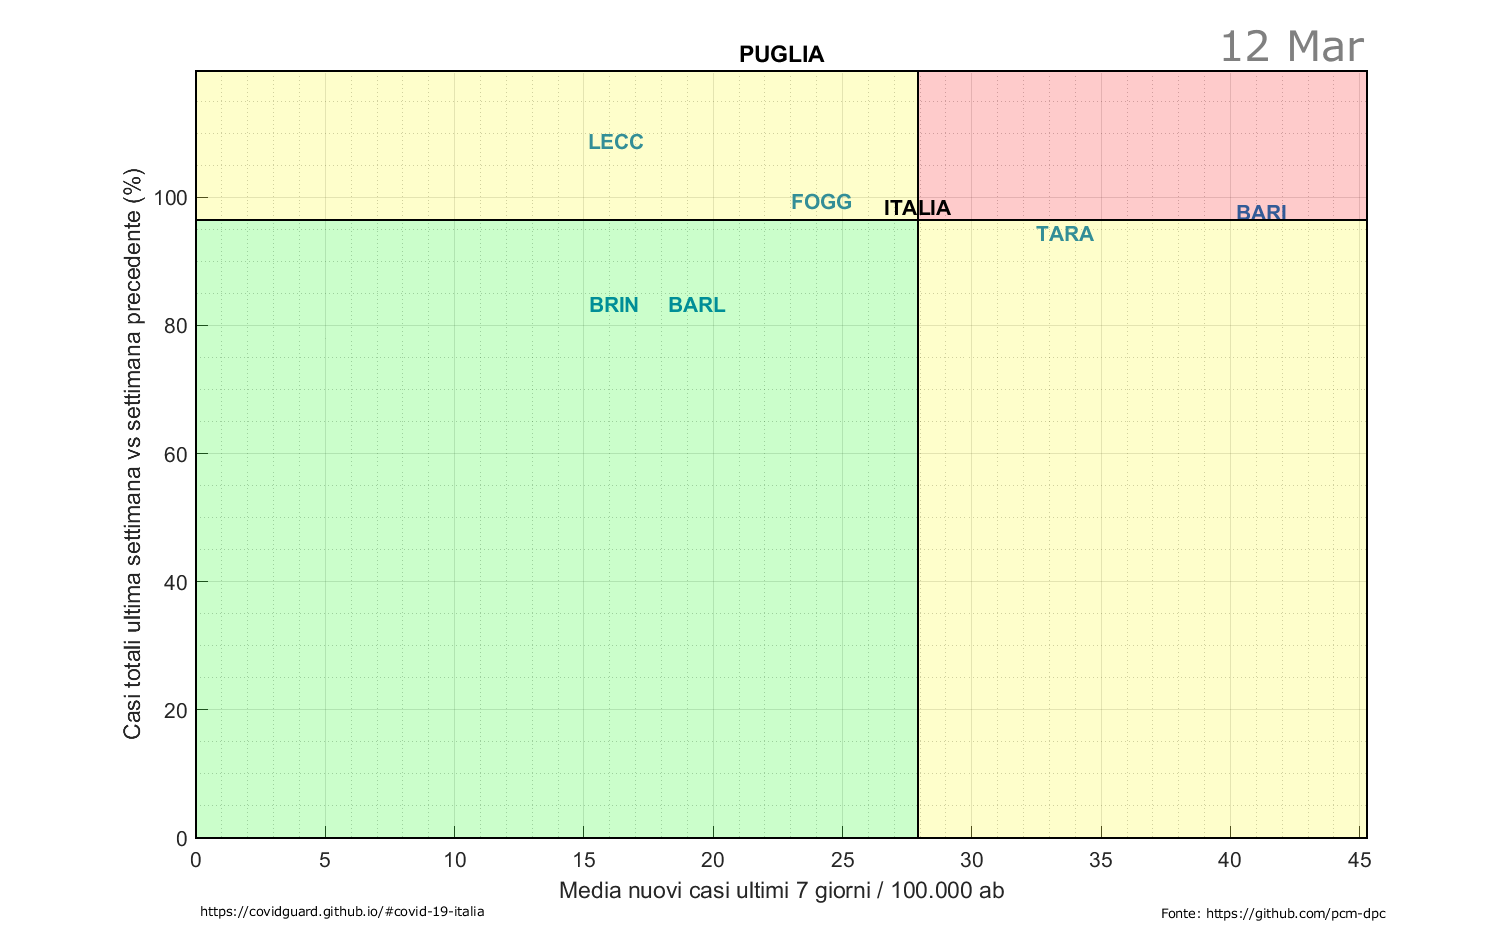 PUGLIA
12 Mar
LECC
FOGG
ITALIA
BARI
TARA
BRIN
BARL
Casi totali ultima settimana vs settimana precedente (%)
100
80
60
40
20
0
0 5 10 15 20 25 30 35 40 45
Media nuovi casi ultimi 7 giorni / 100.000 ab
https://covidguard.github.io/#covid-19-italia
Fonte: https://github.com/pcm-dpc